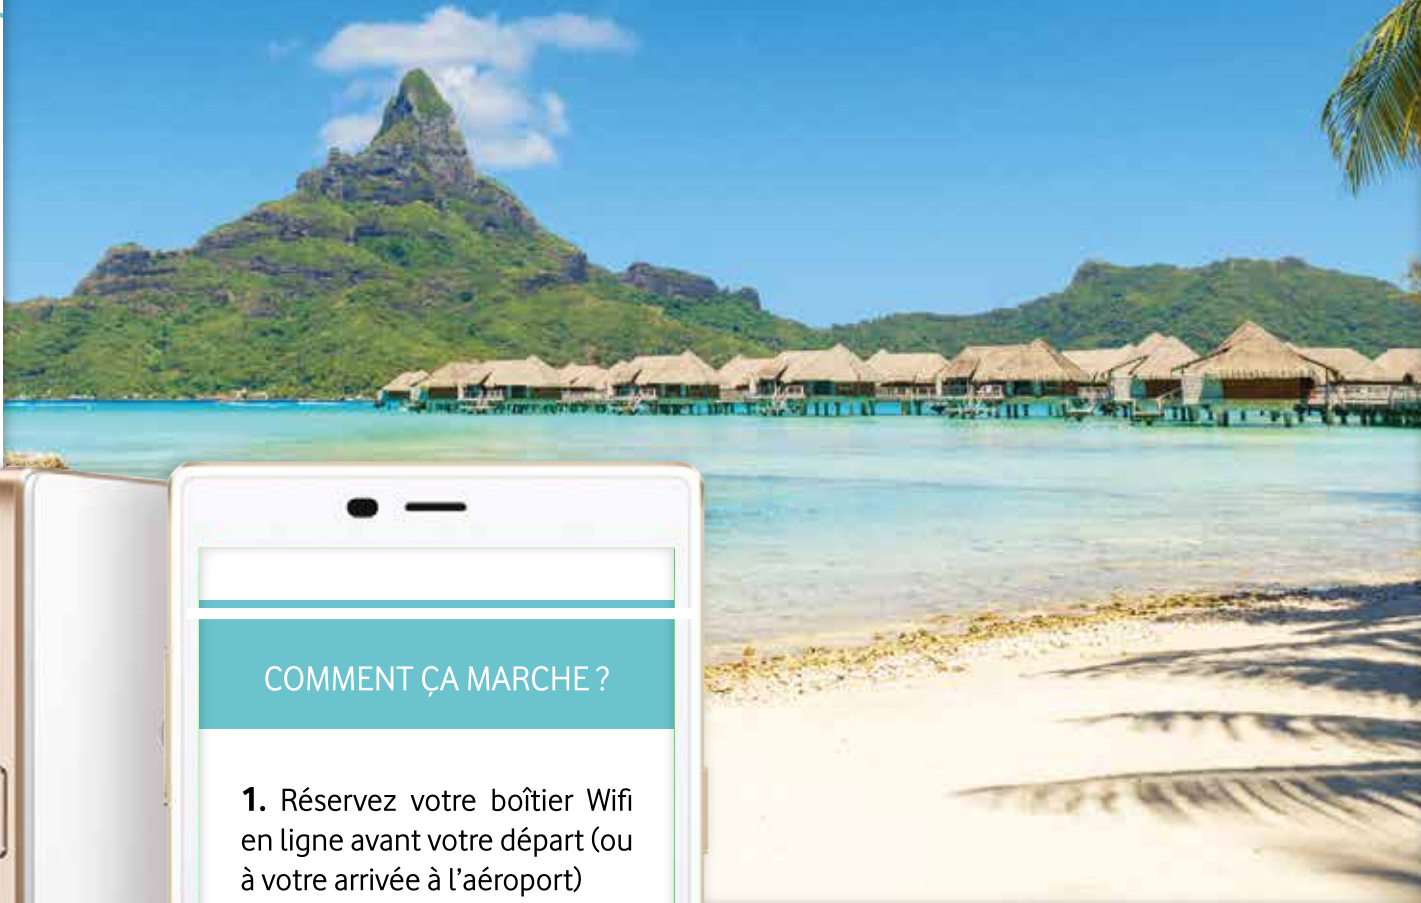 COMMENT ÇA MARCHE ?
1. Réservez votre boîtier Wifi
en ligne avant votre départ (ou
à votre arrivée à l’aéroport)